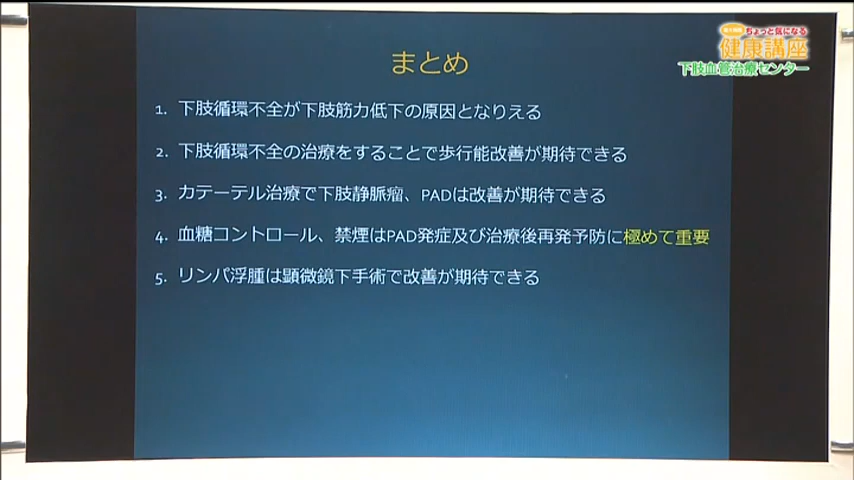 ちょっと気になる
健康講座
下肢血管治療センター
まとめ
1. 下肢循環不全が下肢筋力低下の原因となりえる
2. 下肢循環不全の治療をすることで歩行能改善が期待できる
3. カテーテル治療で下肢静脈瘤、PADは改善が期待できる
4. 血糖コントロール、禁煙はPAD発症及び治療後再発予防に極めて重要
5. リンパ浮腫は顕微鏡下手術で改善が期待できる